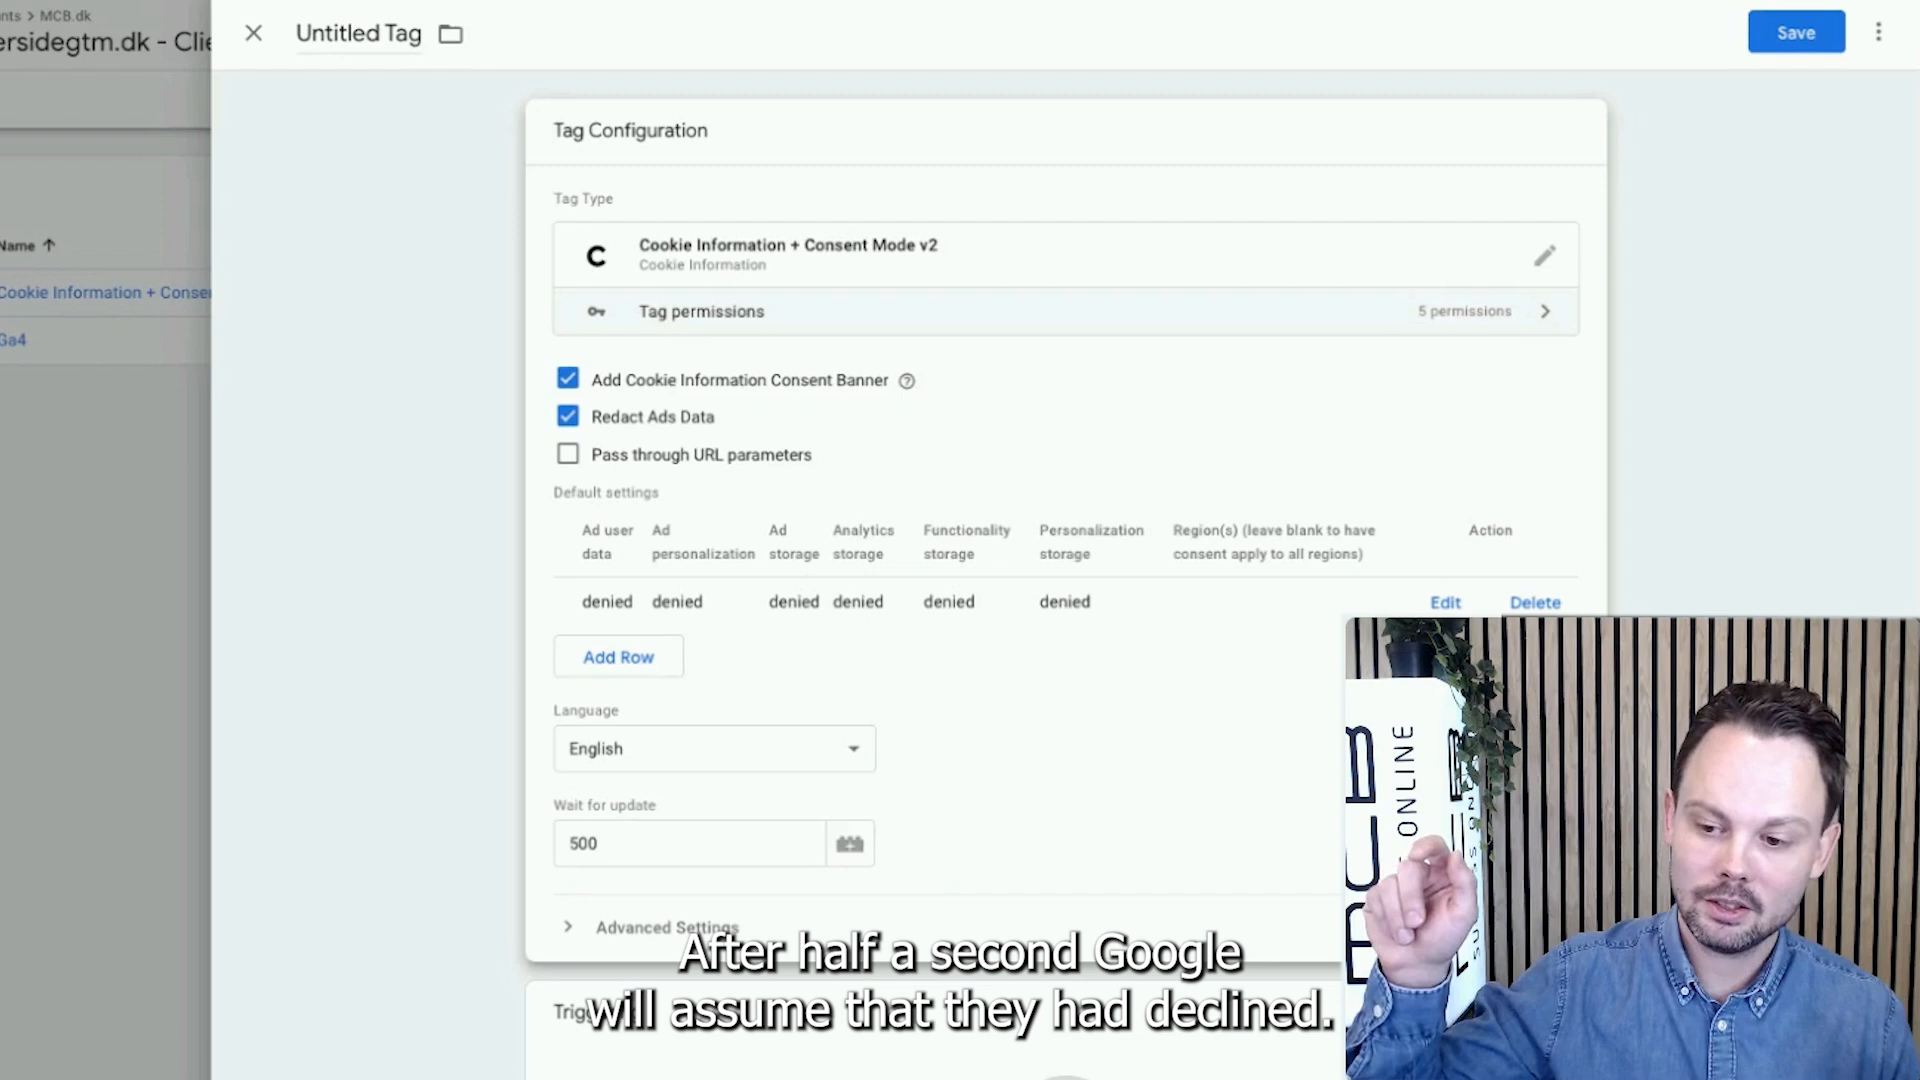 nts > MCB.dk
ersidegtm.dk - Clie
Untitled Tag
Save
Name
Cookie Information + Conse
Ga4
Tag Configuration
Tag Type
Cookie Information + Consent Mode v2
Cookie Information
Tag permissions
5 permissions
Add Cookie Information Consent Banner
Redact Ads Data
Pass through URL parameters
Default settings
Ad user data
Ad personalization
Ad storage
Analytics storage
Functionality storage
Personalization storage
Region(s) (leave blank to have consent apply to all regions)
Action
denied denied denied denied denied denied
Edit Delete
Add Row
Language
English
Wait for update
500
Advanced Settings
After half a second Google
will assume that they had declined.
Trig
MCB
ONLINE